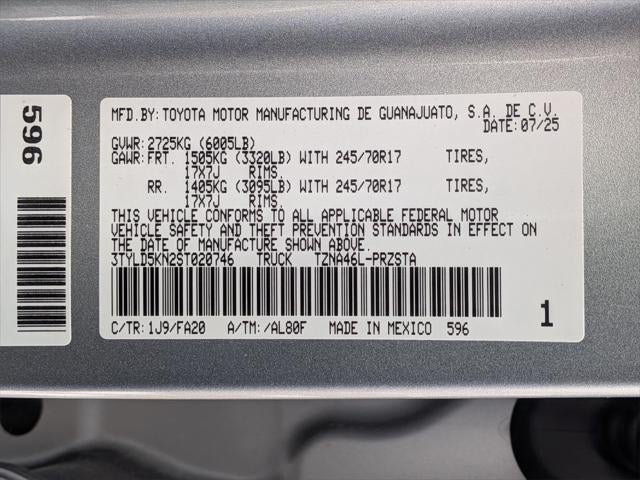 596
MFD.BY: TOYOTA MOTOR MANUFACTURING DE GUANAJUATO, S.A. DE C.V.
DATE: 07/25
GVWR: 2725KG (6005LB)
GAWR: FRT. 1505KG (3320LB) WITH 245/70R17 TIRES,
17X7J RIMS.
RR. 1405KG (3095LB) WITH 245/70R17 TIRES,
17X7J RIMS.
THIS VEHICLE CONFORMS TO ALL APPLICABLE FEDERAL MOTOR
VEHICLE SAFETY AND THEFT PREVENTION STANDARDS IN EFFECT ON
THE DATE OF MANUFACTURE SHOWN ABOVE.
3TYLD5KN2ST020746 TRUCK TZNA46L-PRZSTA
C/TR: 1J9/FA20 A/TM: /AL80F MADE IN MEXICO 596
1